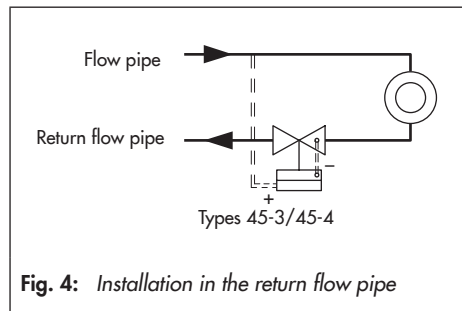 Flow pipe
Return flow pipe
–
+
Types 45-3/45-4
Fig. 4: Installation in the return flow pipe